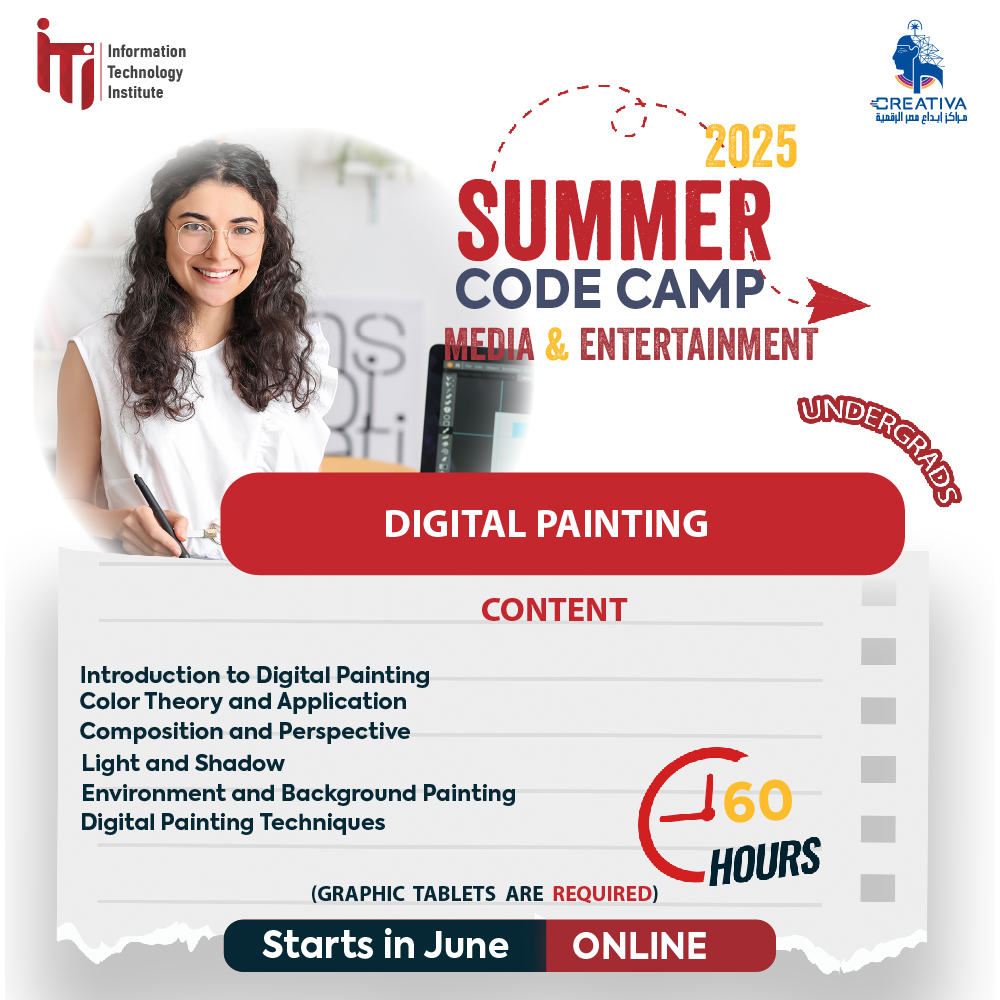 iTi
Information
Technology
Institute
CREATIVA
مراكز إبداع مصر الرقمية
2025
SUMMER
CODE CAMP
MEDIA & ENTERTAINMENT
UNDERGRADS
DIGITAL PAINTING
CONTENT
Introduction to Digital Painting
Color Theory and Application
Composition and Perspective
Light and Shadow
Environment and Background Painting
Digital Painting Techniques
60
HOURS
(GRAPHIC TABLETS ARE REQUIRED)
Starts in June
ONLINE